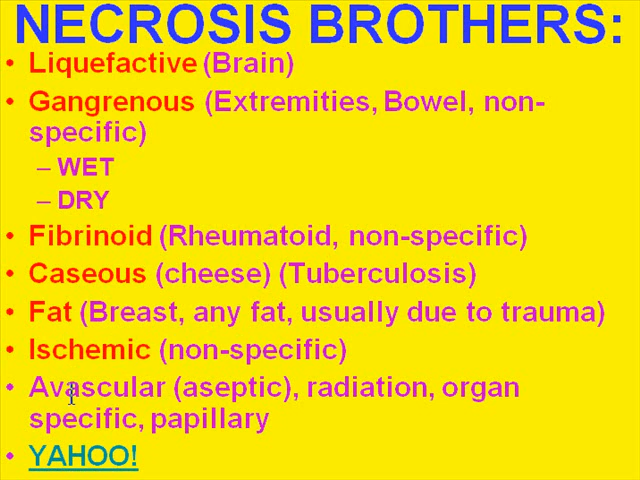 NECROSIS BROTHERS:
• Liquefactive (Brain)
• Gangrenous (Extremities, Bowel, non-
specific)
– WET
– DRY
• Fibrinoid (Rheumatoid, non-specific)
• Caseous (cheese) (Tuberculosis)
• Fat (Breast, any fat, usually due to trauma)
• Ischemic (non-specific)
• Avascular (aseptic), radiation, organ
specific, papillary
• YAHOO!